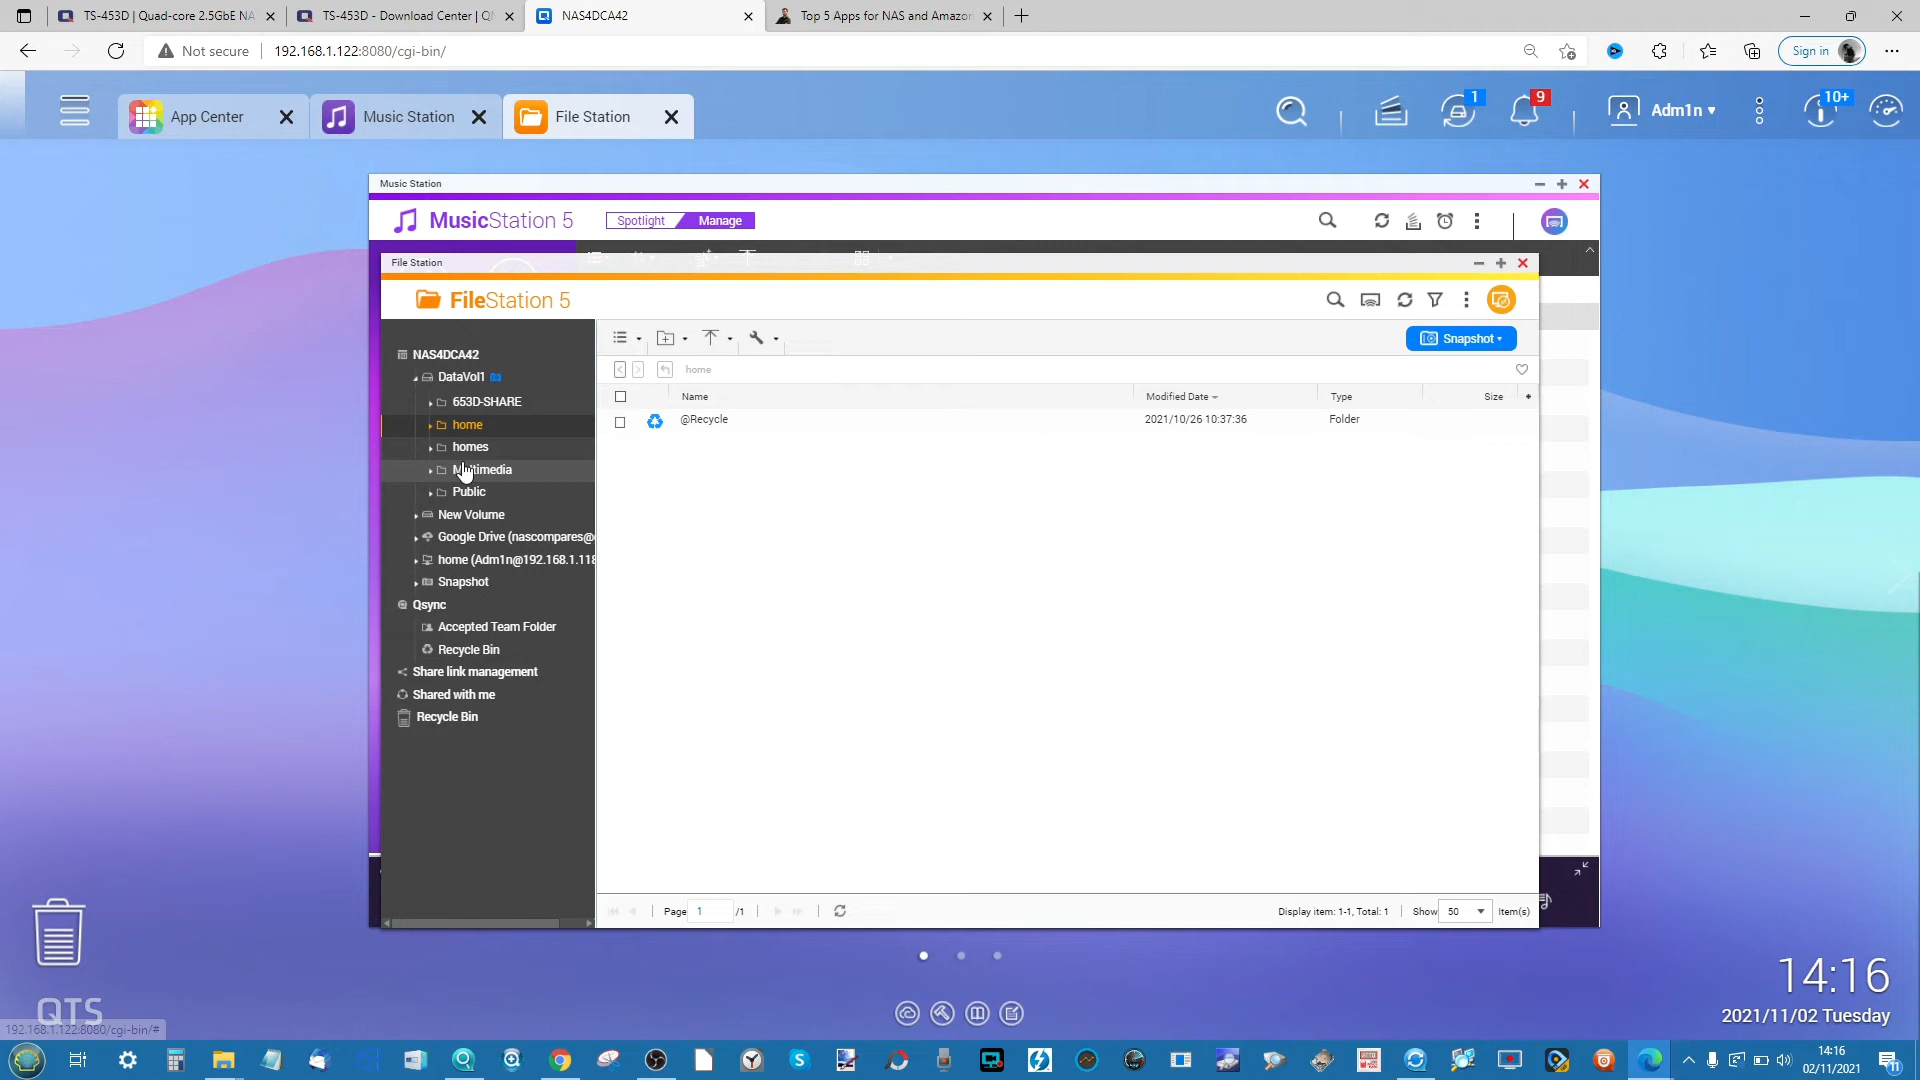 TS-453D | Quad-core 2.5GbE NA
TS-453D - Download Center | QN
NAS4DCA42
Top 5 Apps for NAS and Amazon
Not secure
192.168.1.122:8080/cgi-bin/
Sign in
App Center
Music Station
File Station
1
9
Adm1n
10+
Music Station
MusicStation 5
Spotlight
Manage
File Station
FileStation 5
NAS4DCA42
DataVol1
653D-SHARE
home
homes
Multimedia
Public
New Volume
Google Drive (nascompares@
home (Adm1n@192.168.1.118
Snapshot
Qsync
Accepted Team Folder
Recycle Bin
Share link management
Shared with me
Recycle Bin
Snapshot
home
Name
Modified Date
Type
Size
@Recycle
2021/10/26 10:37:36
Folder
Page 1 /1
Display item: 1-1, Total: 1
Show 50 Item(s)
QTS
192.168.1.122:8080/cgi-bin/#
14:16
2021/11/02 Tuesday
14:16
02/11/2021
11